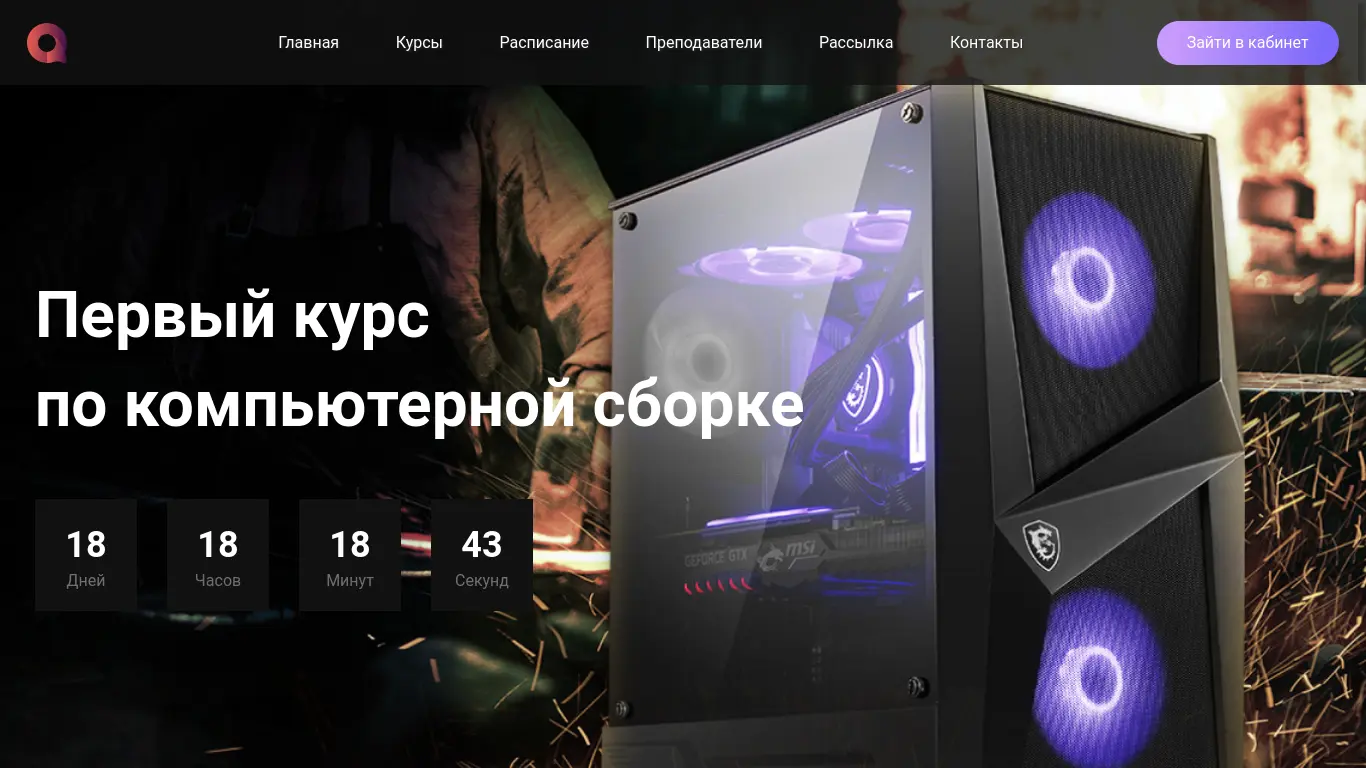 Главная
Курсы
Расписание
Преподаватели
Рассылка
Контакты
Зайти в кабинет
Первый курс
по компьютерной сборке
18
Дней
18
Часов
18
Минут
43
Секунд
GEFORCE GTX
msi